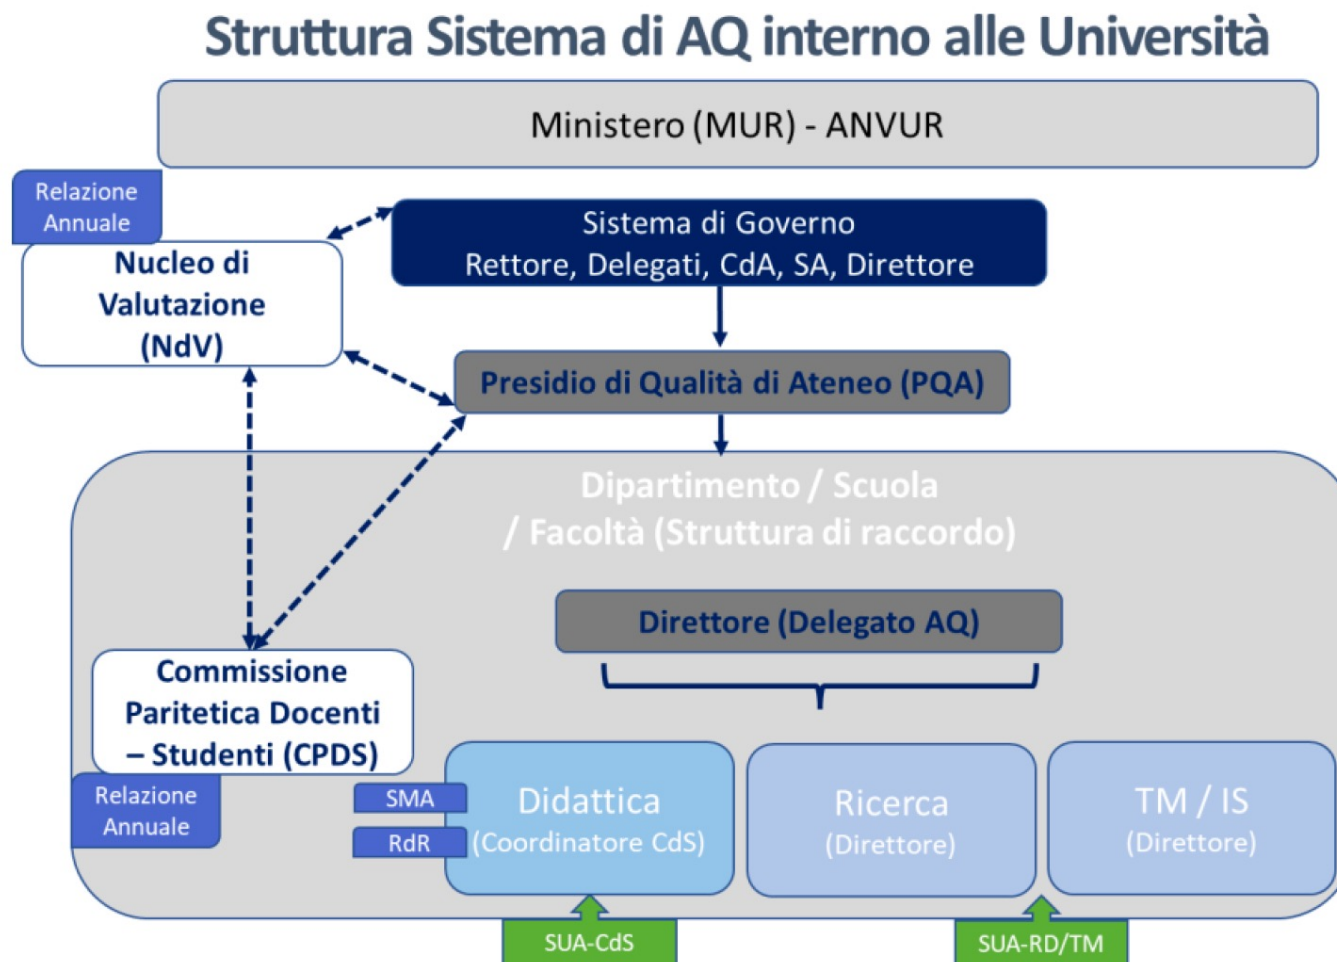 Struttura Sistema di AQ interno alle Università
Ministero (MUR) - ANVUR
Relazione
Annuale
Nucleo di
Valutazione
(NdV)
Sistema di Governo
Rettore, Delegati, CdA, SA, Direttore
Presidio di Qualità di Ateneo (PQA)
Dipartimento / Scuola
/ Facoltà (Struttura di raccordo)
Direttore (Delegato AQ)
Commissione
Paritetica Docenti
– Studenti (CPDS)
Relazione
Annuale
SMA
RdR
Didattica
(Coordinatore CdS)
Ricerca
(Direttore)
TM / IS
(Direttore)
SUA-CdS
SUA-RD/TM